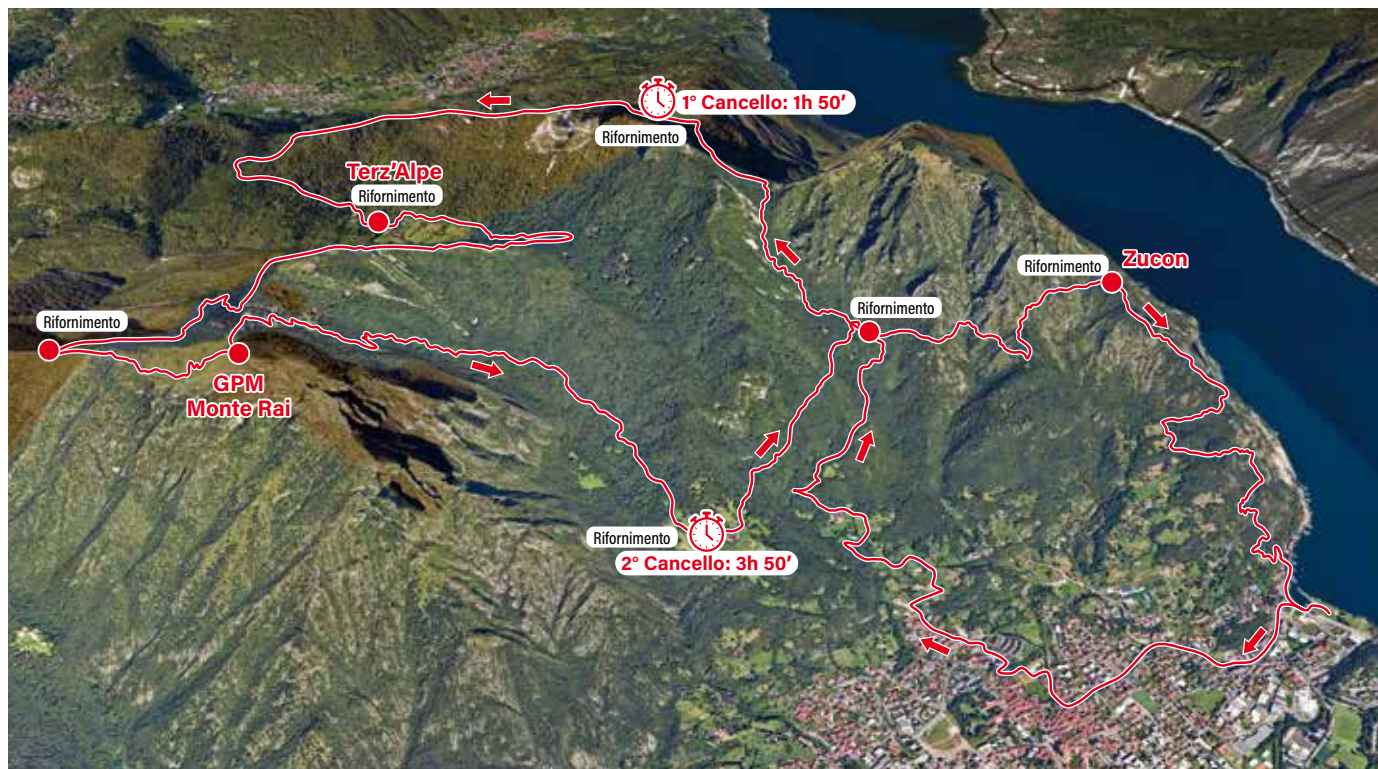 1° Cancello: 1h 50’
Rifornimento
Terz’Alpe
Rifornimento
Rifornimento
Zucon
Rifornimento
Rifornimento
GPM
Monte Rai
Rifornimento
2° Cancello: 3h 50’